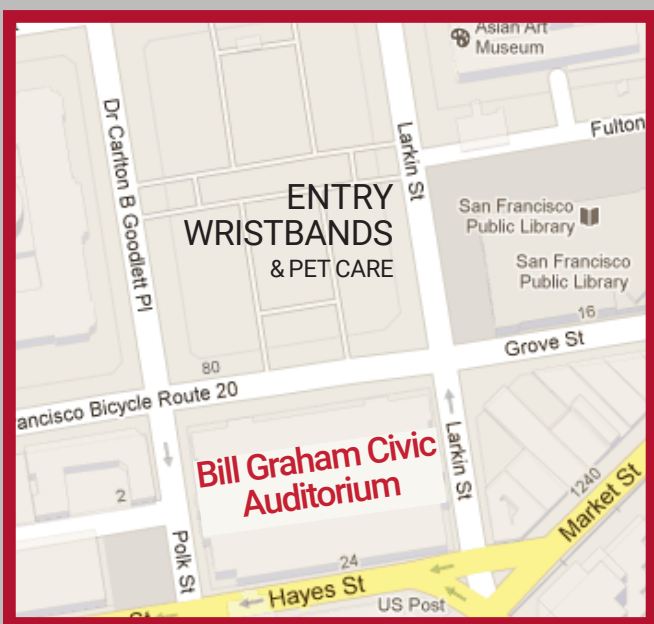 Asian Art
Museum
Fulton
Larkin St
Dr Carlton B Goodlett Pl
ENTRY
WRISTBANDS
& PET CARE
San Francisco
Public Library
San Francisco
Public Library
16
Grove St
80
ancisco Bicycle Route 20
Bill Graham Civic
Auditorium
Larkin St
1240
Market St
2
Polk St
24
Hayes St
St
US Post